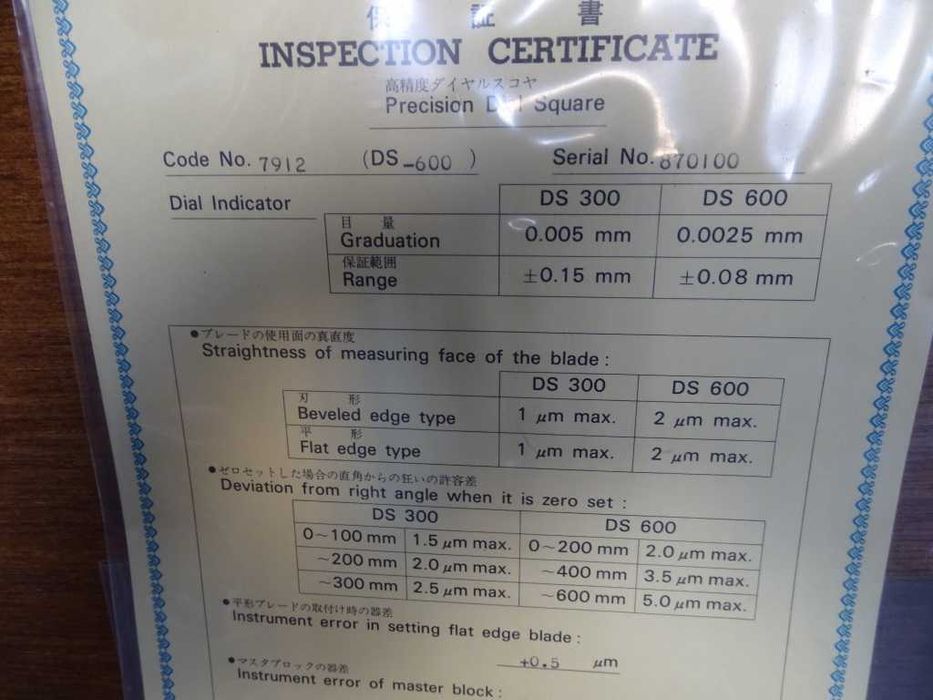 保 証 書
INSPECTION CERTIFICATE
高精度ダイヤルスコヤ
Precision Dial Square
Code No. 7912 (DS-600 ) Serial No. 870100
Dial Indicator DS 300 DS 600
目 量
Graduation 0.005 mm 0.0025 mm
保証範囲
Range ±0.15 mm ±0.08 mm
●ブレードの使用面の真直度
Straightness of measuring face of the blade :
DS 300 DS 600
刃 形
Beveled edge type 1 μm max. 2 μm max.
平 形
Flat edge type 1 μm max. 2 μm max.
●ゼロセットした場合の直角からの狂いの許容差
Deviation from right angle when it is zero set :
DS 300 DS 600
0~100 mm 1.5 μm max. 0~200 mm 2.0 μm max.
~200 mm 2.0 μm max. ~400 mm 3.5 μm max.
~300 mm 2.5 μm max. ~600 mm 5.0 μm max.
●平形ブレードの取付け時の器差
Instrument error in setting flat edge blade :
+0.5 μm
●マスタブロックの器差
Instrument error of master block :